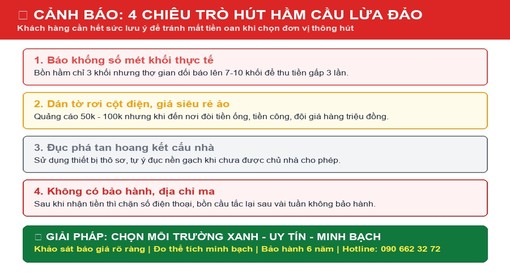 CẢNH BÁO: 4 CHIÊU TRÒ HÚT HẦM CẦU LỪA ĐẢO
Khách hàng cần hết sức lưu ý để tránh mất tiền oan khi chọn đơn vị thông hút
1. Báo khống số mét khối thực tế
Bồn hầm chỉ 3 khối nhưng thợ gian dối báo lên 7-10 khối để thu tiền gấp 3 lần.
2. Dán tờ rơi cột điện, giá siêu rẻ ảo
Quảng cáo 50k - 100k nhưng khi đến nơi đòi tiền ống, tiền công, đội giá hàng triệu đồng.
3. Đục phá tan hoang kết cấu nhà
Sử dụng thiết bị thô sơ, tự ý đục nền gạch khi chưa được chủ nhà cho phép.
4. Không có bảo hành, địa chỉ ma
Sau khi nhận tiền thì chặn số điện thoại, bồn cầu tắc lại sau vài tuần không bảo hành.
GIẢI PHÁP: CHỌN MÔI TRƯỜNG XANH - UY TÍN - MINH BẠCH
Khảo sát báo giá rõ ràng | Đo thể tích minh bạch | Bảo hành 6 năm | Hotline: 090 662 32 72